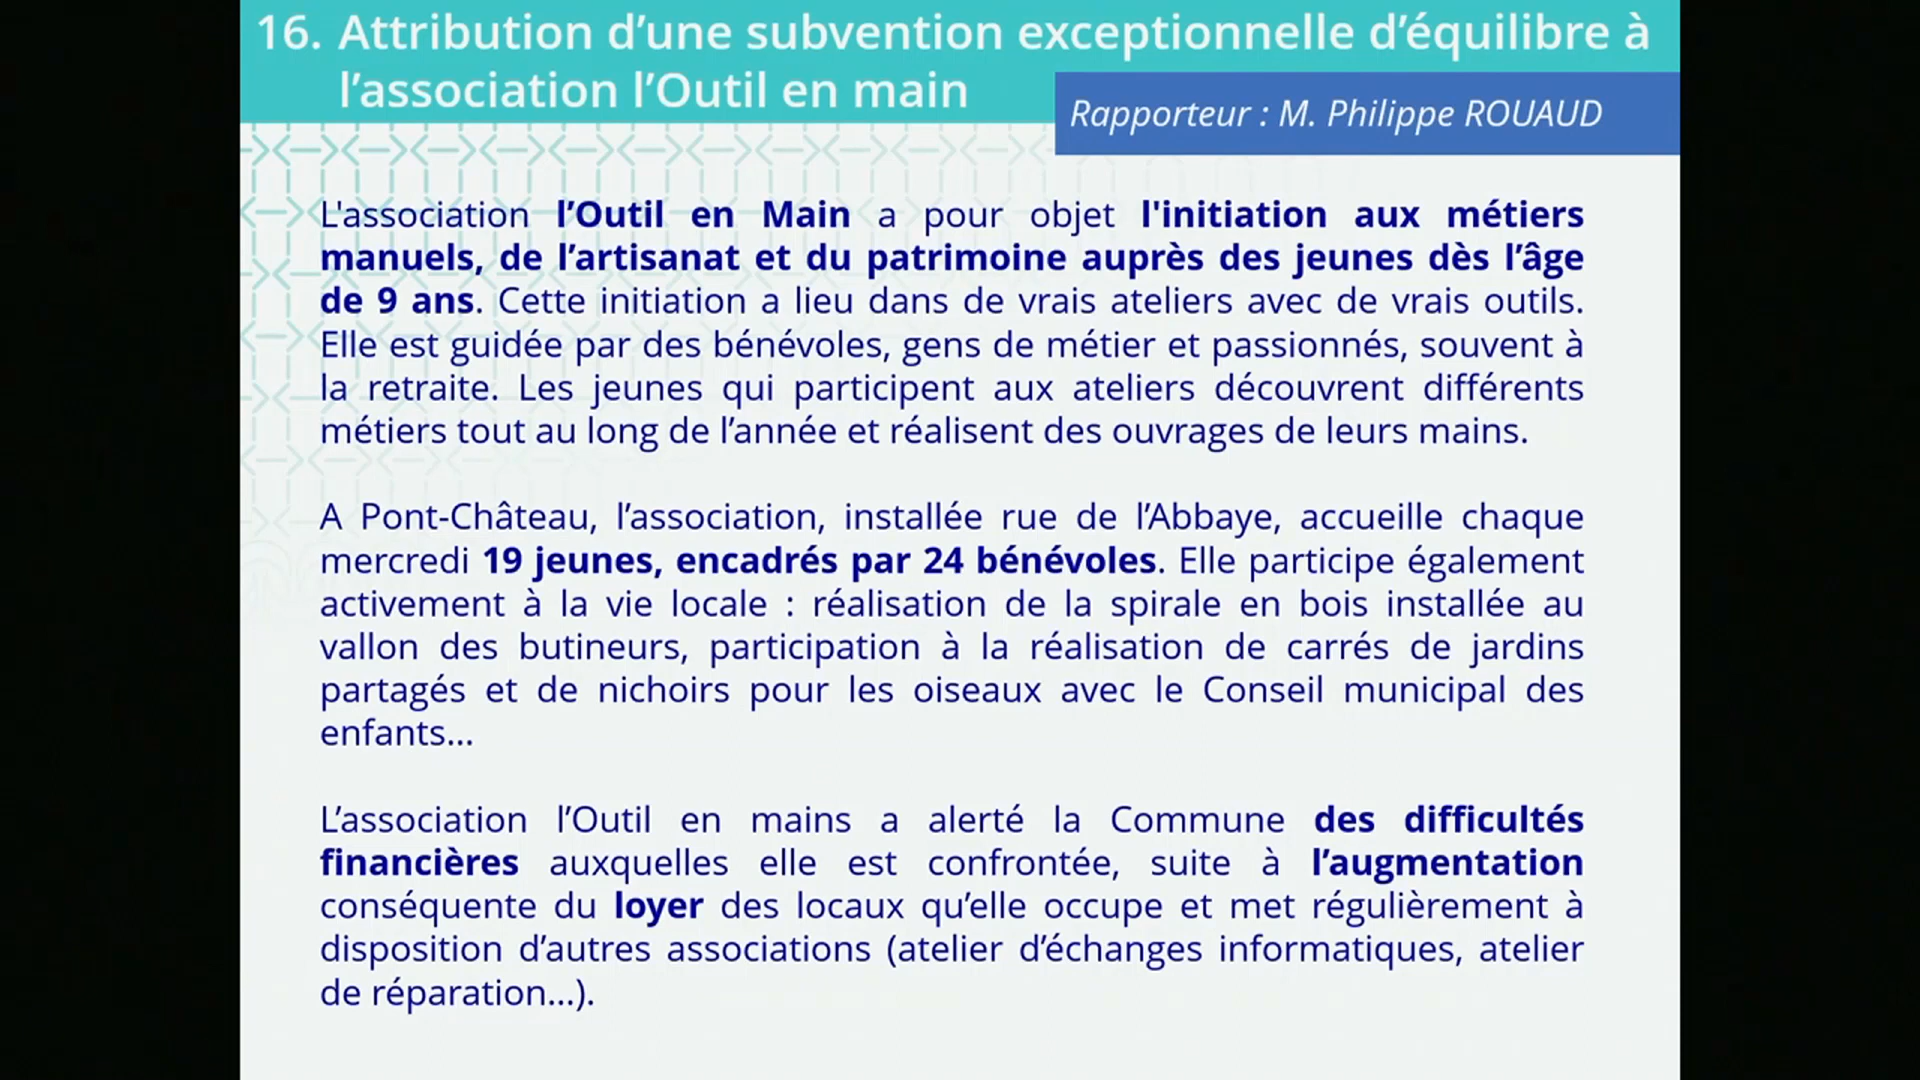 16. Attribution d’une subvention exceptionnelle d’équilibre à
l’association l’Outil en main
Rapporteur : M. Philippe ROUAUD
L'association l’Outil en Main a pour objet l'initiation aux métiers
manuels, de l’artisanat et du patrimoine auprès des jeunes dès l’âge
de 9 ans. Cette initiation a lieu dans de vrais ateliers avec de vrais outils.
Elle est guidée par des bénévoles, gens de métier et passionnés, souvent à
la retraite. Les jeunes qui participent aux ateliers découvrent différents
métiers tout au long de l’année et réalisent des ouvrages de leurs mains.
A Pont-Château, l’association, installée rue de l’Abbaye, accueille chaque
mercredi 19 jeunes, encadrés par 24 bénévoles. Elle participe également
activement à la vie locale : réalisation de la spirale en bois installée au
vallon des butineurs, participation à la réalisation de carrés de jardins
partagés et de nichoirs pour les oiseaux avec le Conseil municipal des
enfants…
L’association l’Outil en mains a alerté la Commune des difficultés
financières auxquelles elle est confrontée, suite à l’augmentation
conséquente du loyer des locaux qu’elle occupe et met régulièrement à
disposition d’autres associations (atelier d’échanges informatiques, atelier
de réparation…).